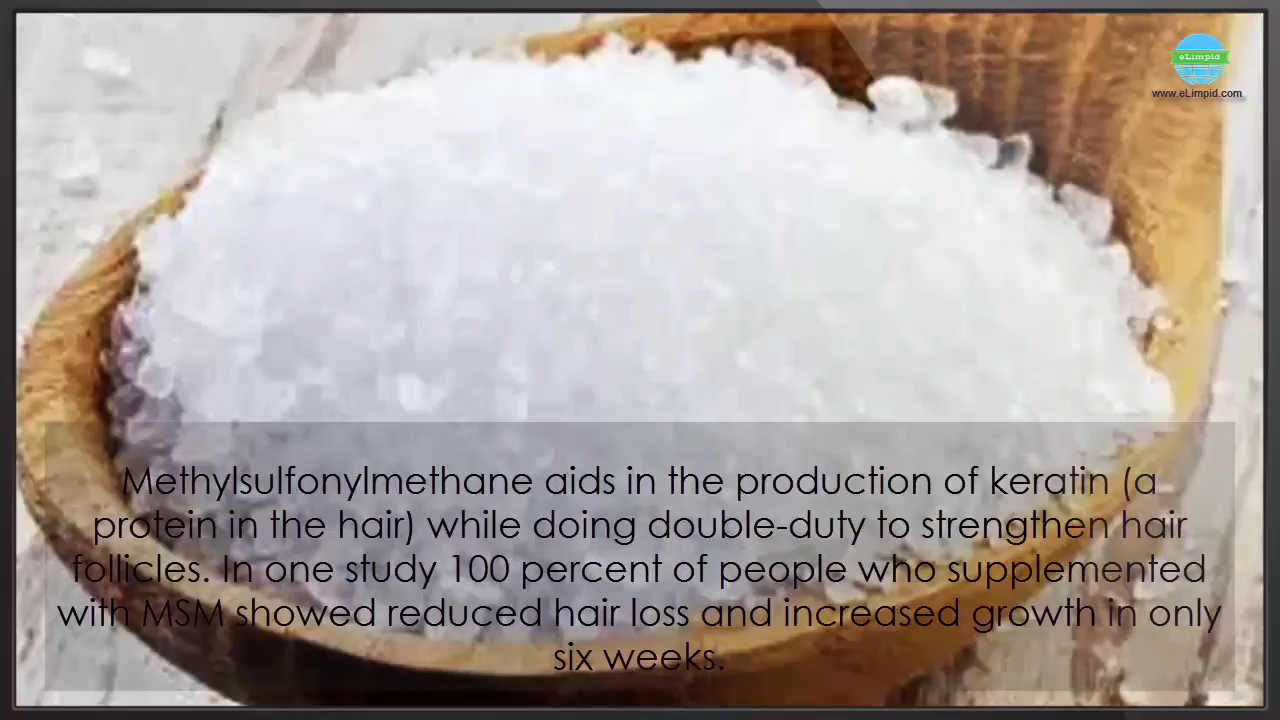 eLimpid
www.eLimpid.com
Methylsulfonylmethane aids in the production of keratin (a
protein in the hair) while doing double-duty to strengthen hair
follicles. In one study 100 percent of people who supplemented
with MSM showed reduced hair loss and increased growth in only
six weeks.